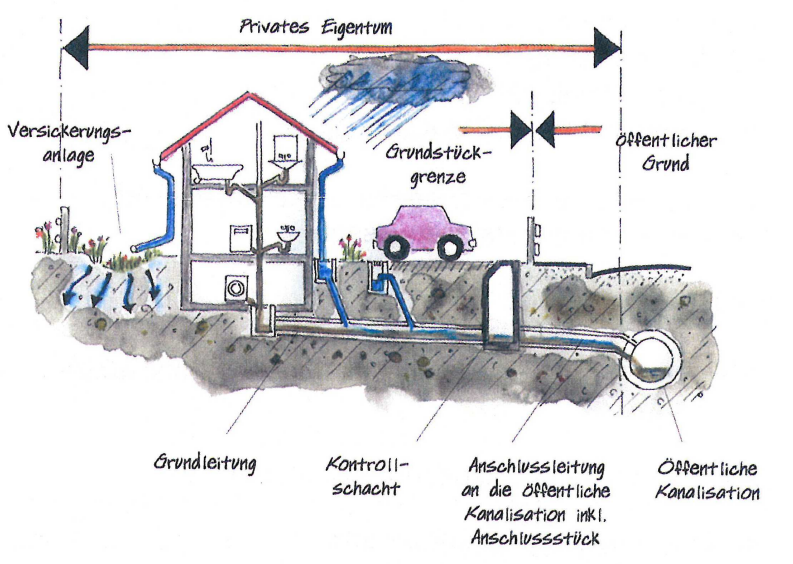 Privates Eigentum
Versickerungs-
anlage
Grundstück-
grenze
Öffentlicher
Grund
Grundleitung
Kontroll-
schacht
Anschlussleitung
an die öffentliche
Kanalisation inkl.
Anschlussstück
Öffentliche
Kanalisation